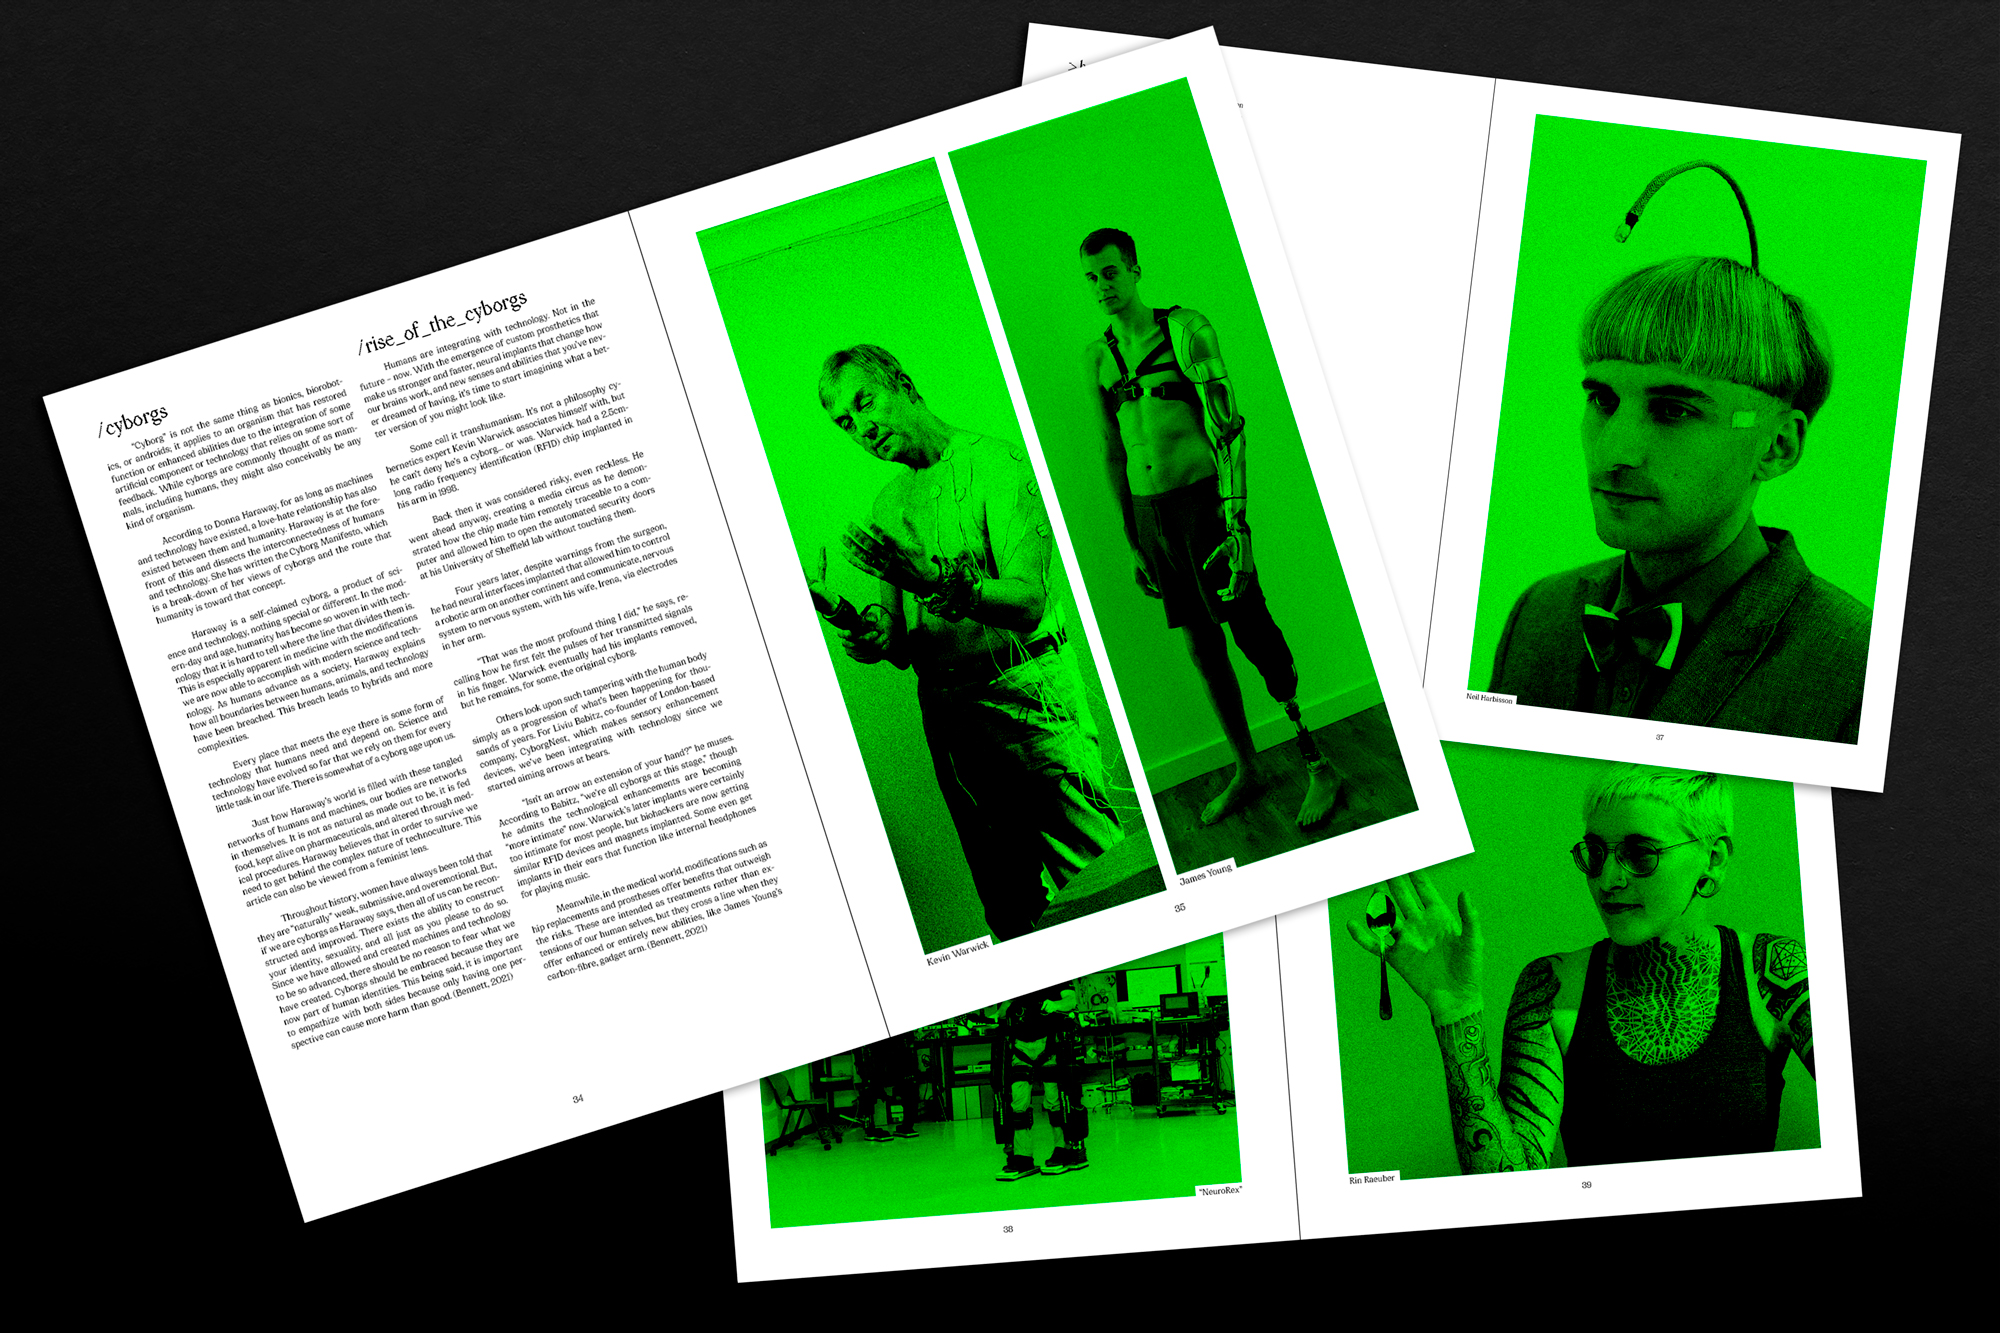 /cyborgs
"Cyborg" is not the same thing as bionics, biorobot-
ics, or androids; it applies to an organism that has restored
function or enhanced abilities due to the integration of some
artificial component or technology that relies on some sort of
feedback. While cyborgs are commonly thought of as mam-
mals, including humans, they might also conceivably be any
kind of organism.
According to Donna Haraway, for as long as machines
and technology have existed, a love-hate relationship has also
existed between them and humanity. Haraway is at the fore-
front of this and dissects the interconnectedness of humans
and technology. She has written the Cyborg Manifesto, which
is a break-down of her views of cyborgs and the route that
humanity is toward that concept.
Haraway is a self-claimed cyborg, a product of sci-
ence and technology, nothing special or different. In the mod-
ern-day and age, humanity has become so woven in with tech-
nology that it is hard to tell where the line that divides them is.
This is especially apparent in medicine with the modifications
we are now able to accomplish with modern science and tech-
nology. As humans advance as a society, Haraway explains
how all boundaries between humans, animals, and technology
have been breached. This breach leads to hybrids and more
complexities.
Every place that meets the eye there is some form of
technology that humans need and depend on. Science and
technology have evolved so far that we rely on them for every
little task in our life. There is somewhat of a cyborg age upon us.
Just how Haraway's world is filled with these tangled
networks of humans and machines, our bodies are networks
in themselves. It is not as natural as made out to be, it is fed
food, kept alive on pharmaceuticals, and altered through med-
ical procedures. Haraway believes that in order to survive we
need to get behind the complex nature of technoculture. This
article can also be viewed from a feminist lens.
Throughout history, women have always been told that
they are "naturally" weak, submissive, and overemotional. But,
if we are cyborgs as Haraway says, then all of us can be recon-
structed and improved. There exists the ability to construct
your identity, sexuality, and all just as you please to do so.
Since we have allowed and created machines and technology
to be so advanced, there should be no reason to fear what we
have created. Cyborgs should be embraced because they are
now part of human identities. This being said, it is important
to empathize with both sides because only having one per-
spective can cause more harm than good. (Bennett, 2021)
/rise_of_the_cyborgs
Humans are integrating with technology. Not in the
future – now. With the emergence of custom prosthetics that
make us stronger and faster, neural implants that change how
our brains work, and new senses and abilities that you've nev-
er dreamed of having, it's time to start imagining what a bet-
ter version of you might look like.
Some call it transhumanism. It's not a philosophy cy-
bernetics expert Kevin Warwick associates himself with, but
he can't deny he's a cyborg... or was. Warwick had a 2.5cm-
long radio frequency identification (RFID) chip implanted in
his arm in 1998.
Back then it was considered risky, even reckless. He
went ahead anyway, creating a media circus as he demon-
strated how the chip made him remotely traceable to a com-
puter and allowed him to open the automated security doors
at his University of Sheffield lab without touching them.
Four years later, despite warnings from the surgeon,
he had neural interfaces implanted that allowed him to control
a robotic arm on another continent and communicate, nervous
system to nervous system, with his wife, Irena, via electrodes
in her arm.
"That was the most profound thing I did," he says, re-
calling how he first felt the pulses of her transmitted signals
in his finger. Warwick eventually had his implants removed,
but he remains, for some, the original cyborg.
Others look upon such tampering with the human body
simply as a progression of what's been happening for thou-
sands of years. For Liviu Babitz, co-founder of London-based
company, CyborgNest, which makes sensory enhancement
devices, we've been integrating with technology since we
started aiming arrows at bears.
"Isn't an arrow an extension of your hand?" he muses.
According to Babitz, "we're all cyborgs at this stage," though
he admits the technological enhancements are becoming
"more intimate" now. Warwick's later implants were certainly
too intimate for most people, but biohackers are now getting
similar RFID devices and magnets implanted. Some even get
implants in their ears that function like internal headphones
for playing music.
Meanwhile, in the medical world, modifications such as
hip replacements and prostheses offer benefits that outweigh
the risks. These are intended as treatments rather than ex-
tensions of our human selves, but they cross a line when they
offer enhanced or entirely new abilities, like James Young's
carbon-fibre, gadget arm. (Bennett, 2021)
34
Kevin Warwick
James Young
35
Neil Harbisson
37
"NeuroRex"
38
Rin Raeuber
39